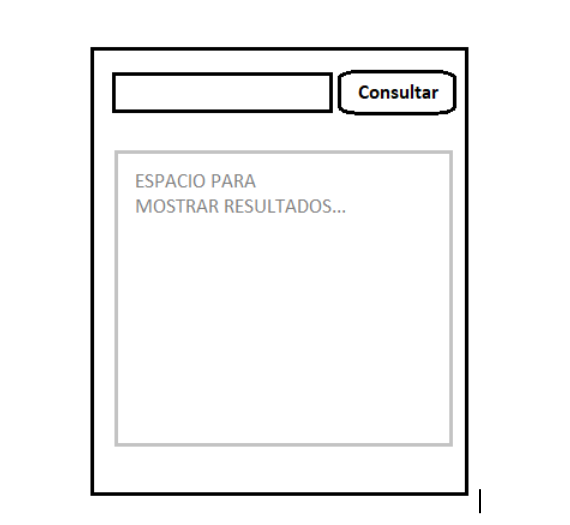 Consultar
ESPACIO PARA
MOSTRAR RESULTADOS...